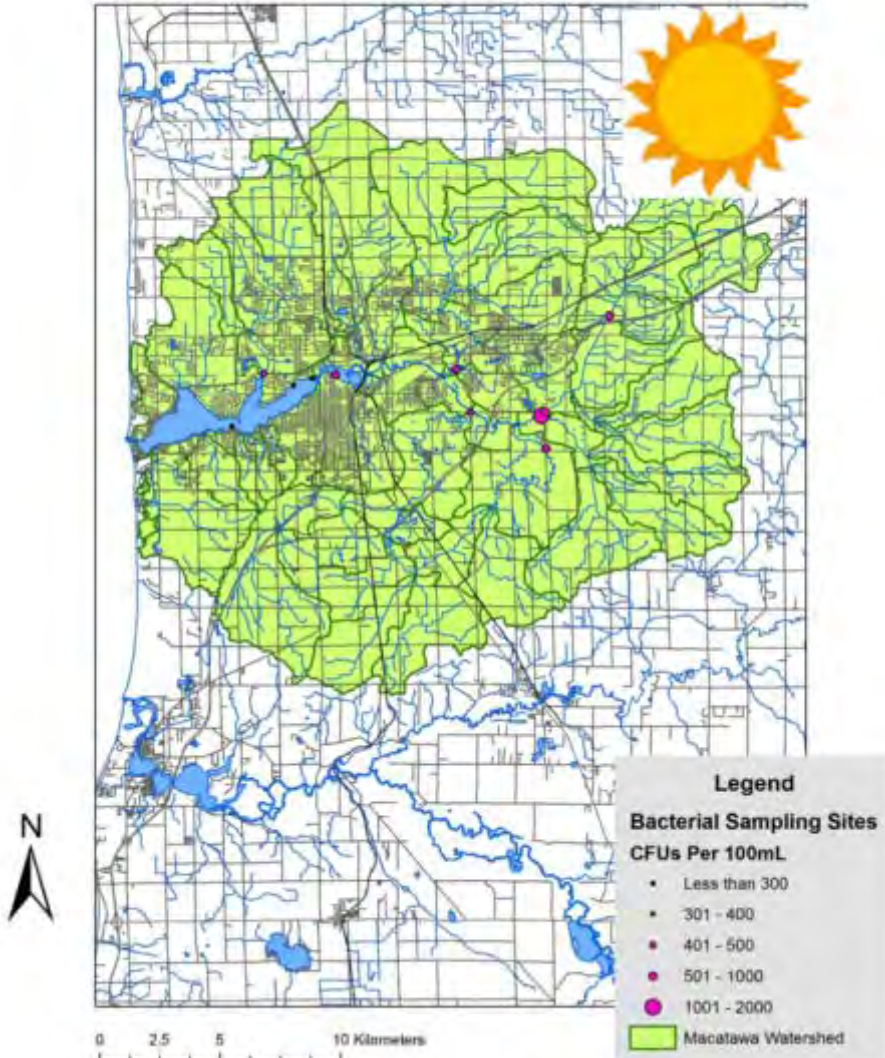 N
0 2.5 5 10 Kilometers
Legend
Bacterial Sampling Sites
CFUs Per 100mL
Less than 300
301 - 400
401 - 500
501 - 1000
1001 - 2000
Macatawa Watershed